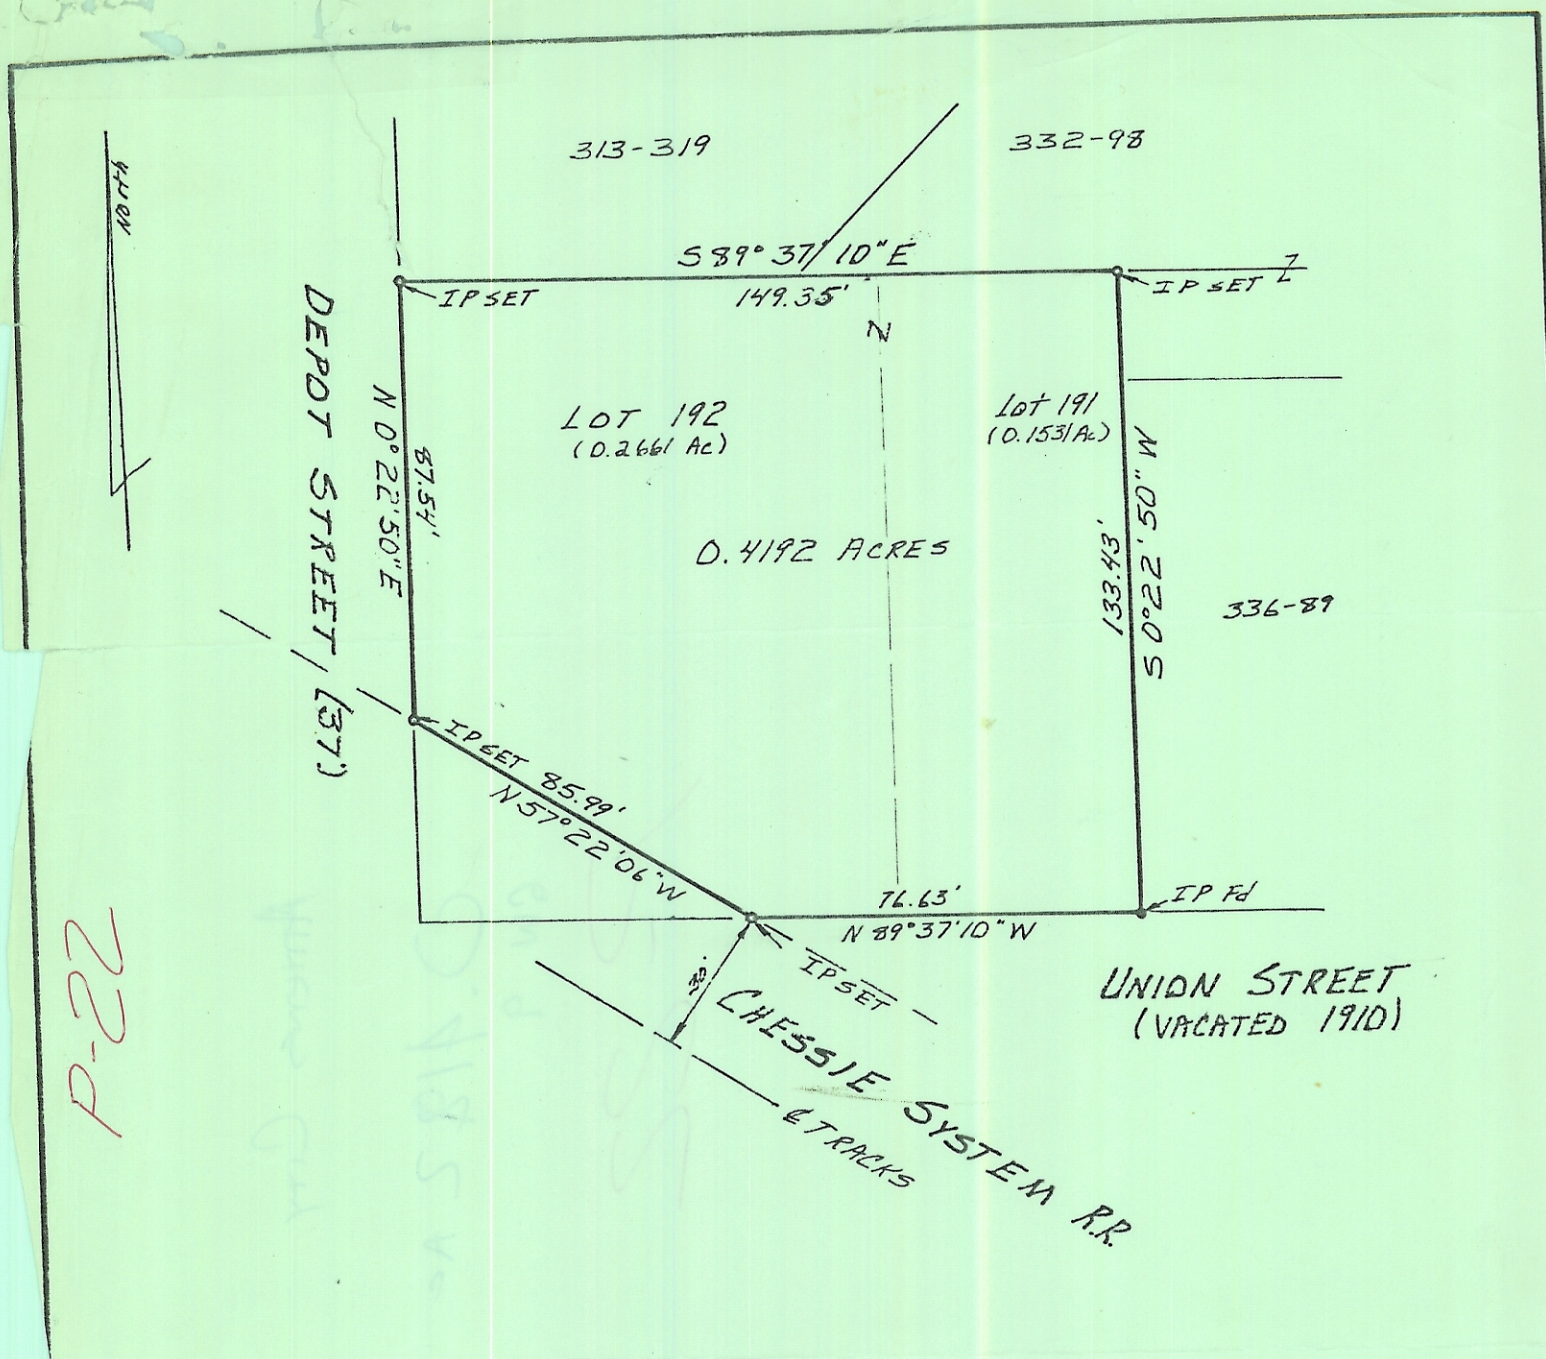 313-319
332-98
NORTH
S 89° 37' 10" E
149.35'
IP SET
IP SET
DEPOT STREET (37')
N 0° 22' 50" E
87.54'
LOT 192
(0.2661 Ac)
Lot 191
(0.1531 Ac)
0.4192 ACRES
133.43'
S 0° 22' 50" W
336-89
IP SET
85.99'
N 57° 22' 06" W
76.63'
N 89° 37' 10" W
IP Fd
IP SET
UNION STREET
(VACATED 1910)
CHESSIE SYSTEM R.R.
℄ TRACKS
P-22